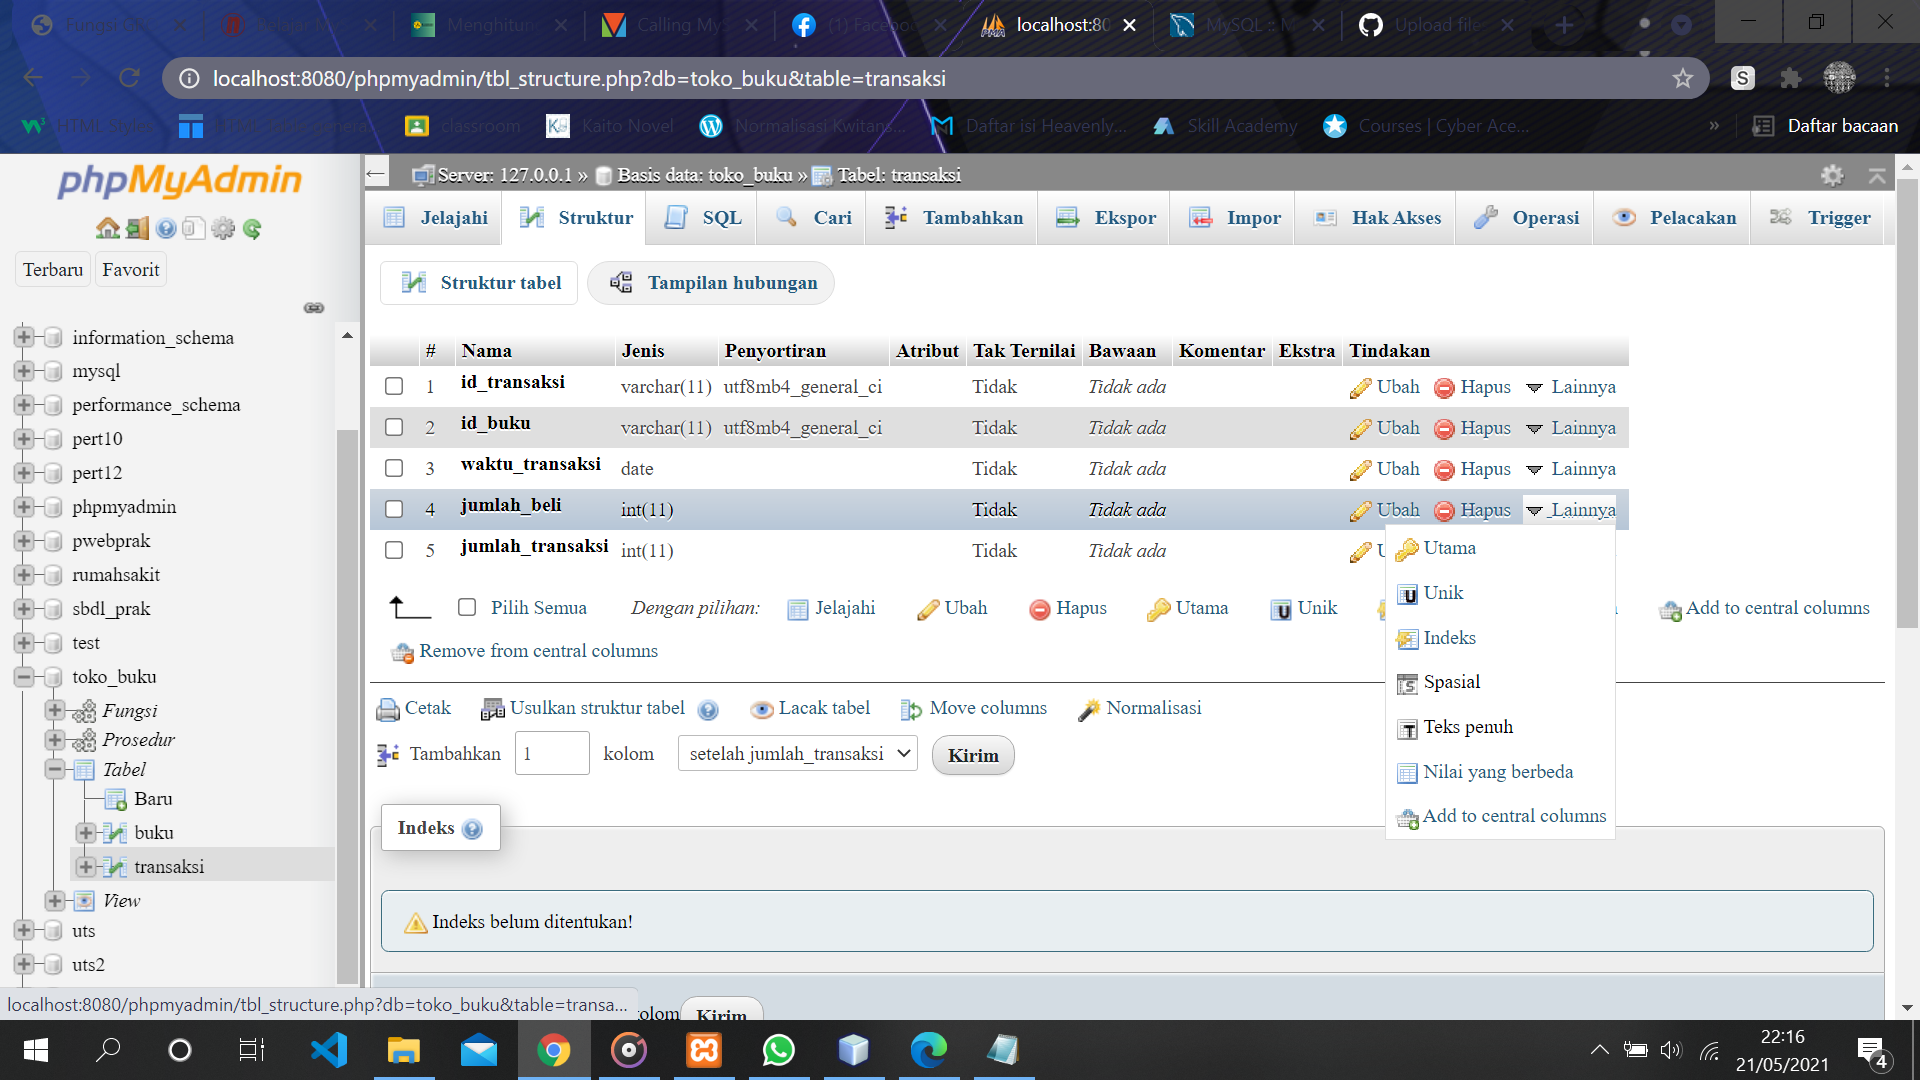 Menghitun
Calling MyS
(1) Facebo
localhost:80
MySQL :: M
Upload file
localhost:8080/phpmyadmin/tbl_structure.php?db=toko_buku&table=transaksi
classroom
Kaito Novel
Normalisasi Kwitans...
Daftar isi Heavenly...
Skill Academy
Courses | Cyber Ace...
»
Daftar bacaan
phpMyAdmin
Terbaru Favorit
information_schema
mysql
performance_schema
pert10
pert12
phpmyadmin
pwebprak
rumahsakit
sbdl_prak
test
toko_buku
Fungsi
Prosedur
Tabel
Baru
buku
transaksi
View
uts
uts2
localhost:8080/phpmyadmin/tbl_structure.php?db=toko_buku&table=transa...
Server: 127.0.0.1 » Basis data: toko_buku » Tabel: transaksi
Jelajahi Struktur SQL Cari Tambahkan Ekspor Impor Hak Akses Operasi Pelacakan Trigger
Struktur tabel Tampilan hubungan
# Nama Jenis Penyortiran Atribut Tak Ternilai Bawaan Komentar Ekstra Tindakan
1 id_transaksi varchar(11) utf8mb4_general_ci Tidak Tidak ada Ubah Hapus Lainnya
2 id_buku varchar(11) utf8mb4_general_ci Tidak Tidak ada Ubah Hapus Lainnya
3 waktu_transaksi date Tidak Tidak ada Ubah Hapus Lainnya
4 jumlah_beli int(11) Tidak Tidak ada Ubah Hapus Lainnya
5 jumlah_transaksi int(11) Tidak Tidak ada U
Utama
Unik
Indeks
Spasial
Teks penuh
Nilai yang berbeda
Add to central columns
Pilih Semua Dengan pilihan: Jelajahi Ubah Hapus Utama Unik Add to central columns
Remove from central columns
Cetak Usulkan struktur tabel Lacak tabel Move columns Normalisasi
Tambahkan 1 kolom setelah jumlah_transaksi Kirim
Indeks
Indeks belum ditentukan!
kolom Kirim
22:16
21/05/2021
4